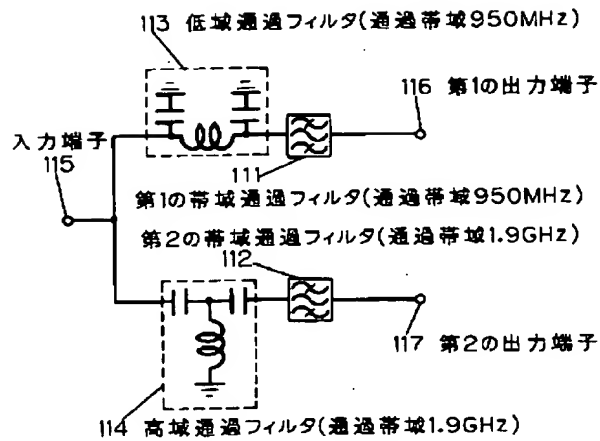 113 低域通過フィルタ(通過帯域950MHz)
116 第1の出力端子
入力端子
115
111
第1の帯域通過フィルタ(通過帯域950MHz)
第2の帯域通過フィルタ(通過帯域1.9GHz)
112
117 第2の出力端子
114 高域通過フィルタ(通過帯域1.9GHz)